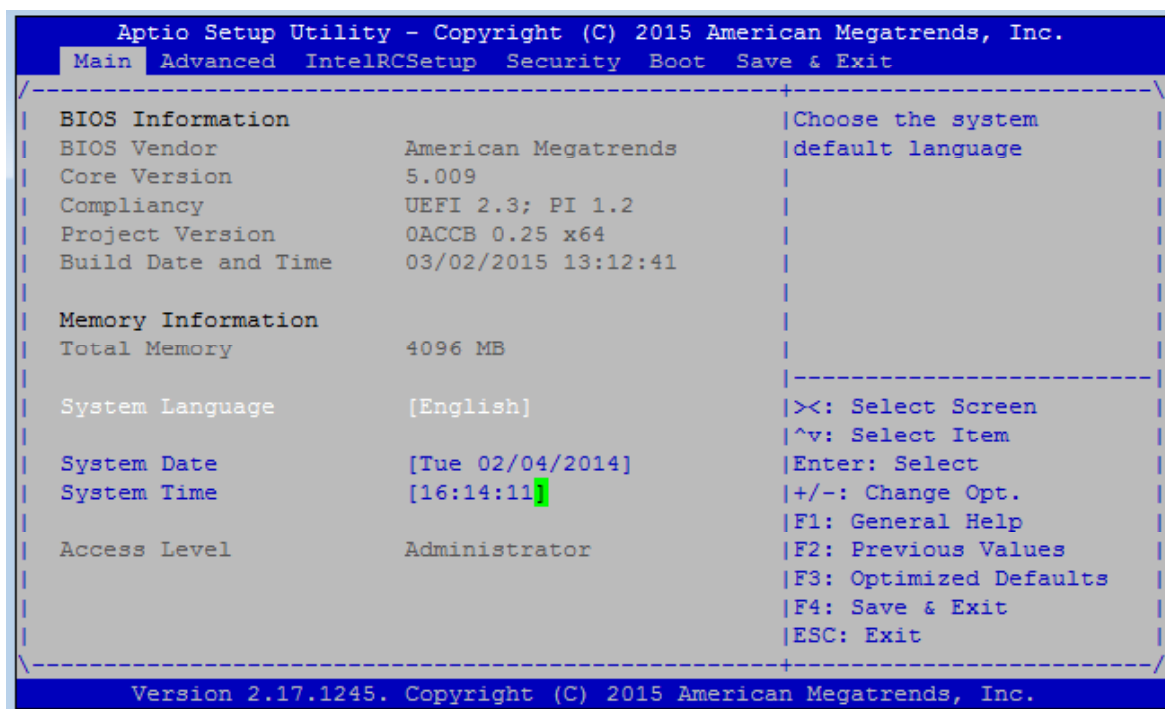 Aptio Setup Utility – Copyright (C) 2015 American Megatrends, Inc.
Main Advanced IntelRCSetup Security Boot Save & Exit
/----------------------------------------------------+-------------------------\
| BIOS Information |Choose the system |
| BIOS Vendor American Megatrends |default language |
| Core Version 5.009 | |
| Compliancy UEFI 2.3; PI 1.2 | |
| Project Version 0ACCB 0.25 x64 | |
| Build Date and Time 03/02/2015 13:12:41 | |
| | |
| Memory Information | |
| Total Memory 4096 MB | |
| |-------------------------|
| System Language [English] |><: Select Screen |
| |^v: Select Item |
| System Date [Tue 02/04/2014] |Enter: Select |
| System Time [16:14:11] |+/-: Change Opt. |
| |F1: General Help |
| Access Level Administrator |F2: Previous Values |
| |F3: Optimized Defaults |
| |F4: Save & Exit |
| |ESC: Exit |
\----------------------------------------------------+-------------------------/
Version 2.17.1245. Copyright (C) 2015 American Megatrends, Inc.